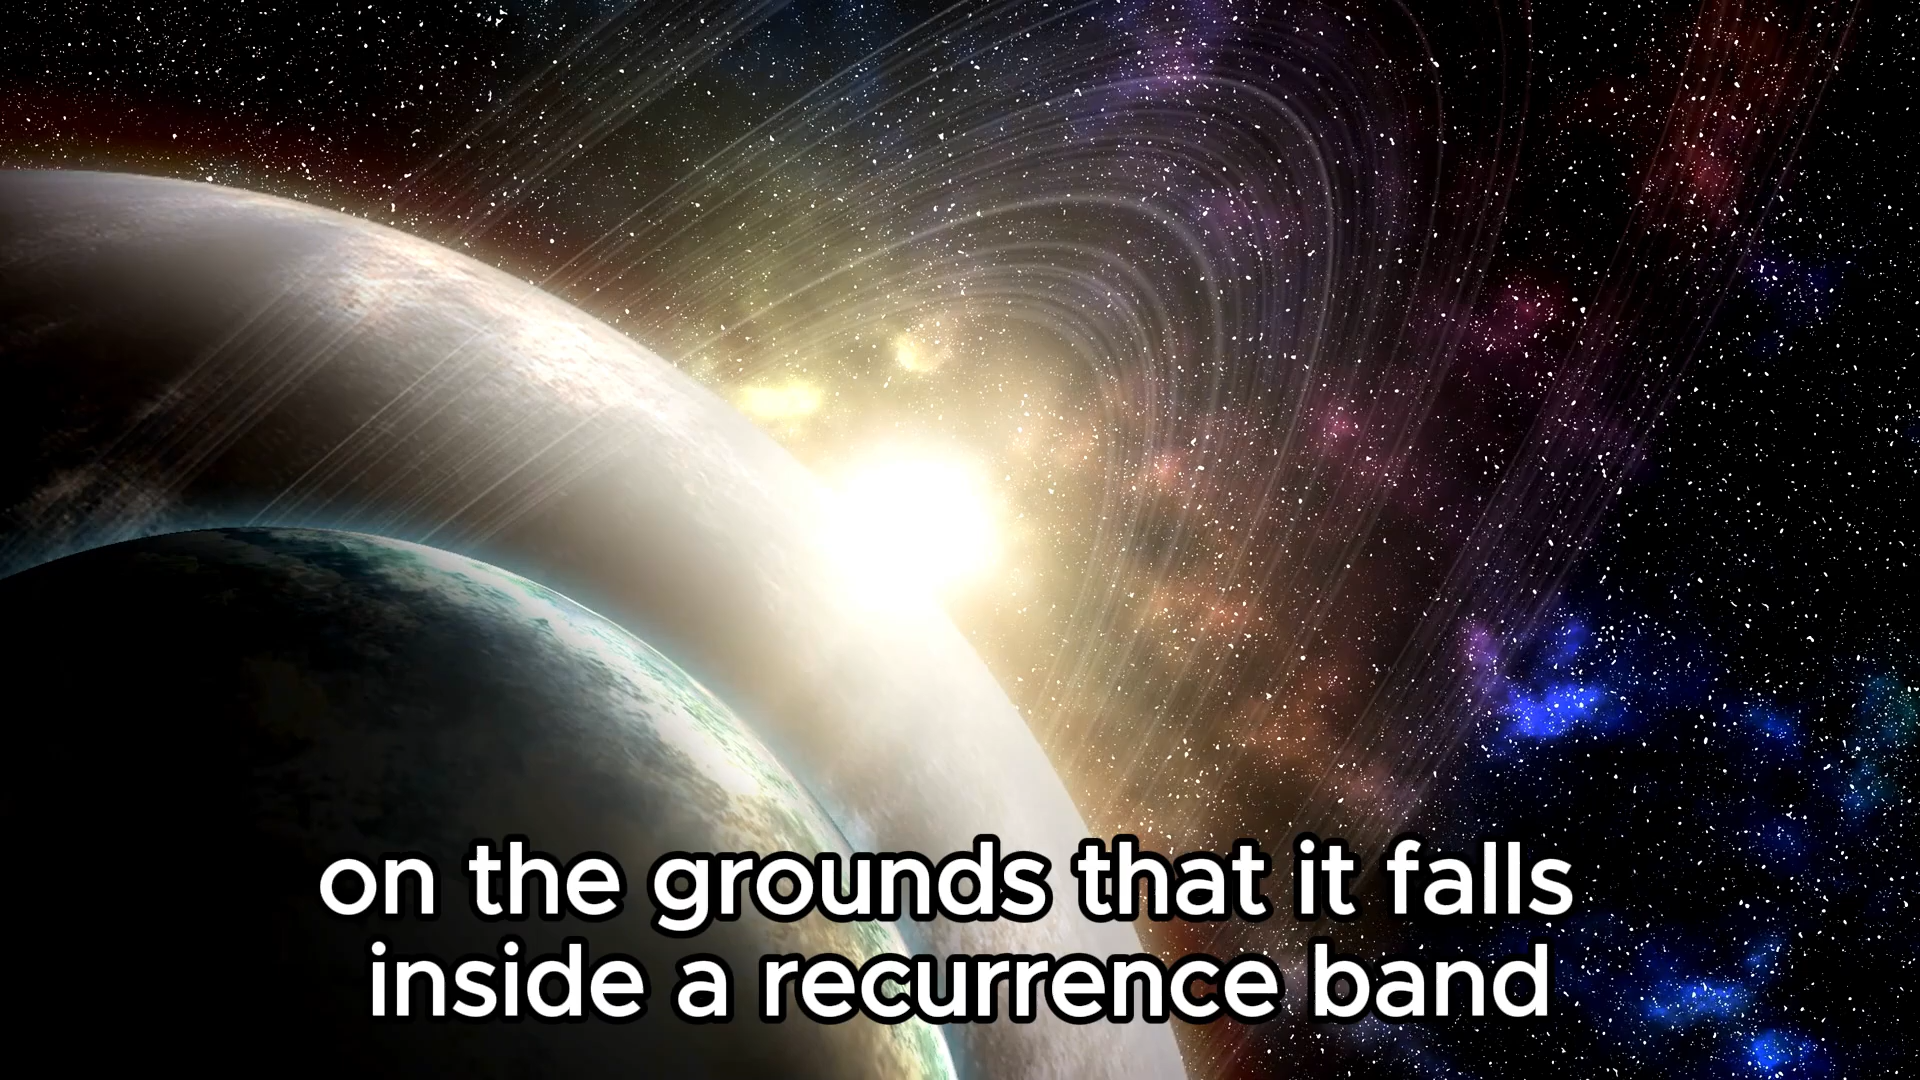 on the grounds that it falls
inside a recurrence band